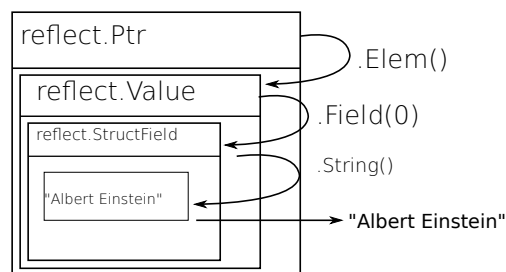 reflect.Ptr
.Elem()
reflect.Value
.Field(0)
reflect.StructField
.String()
"Albert Einstein"
"Albert Einstein"